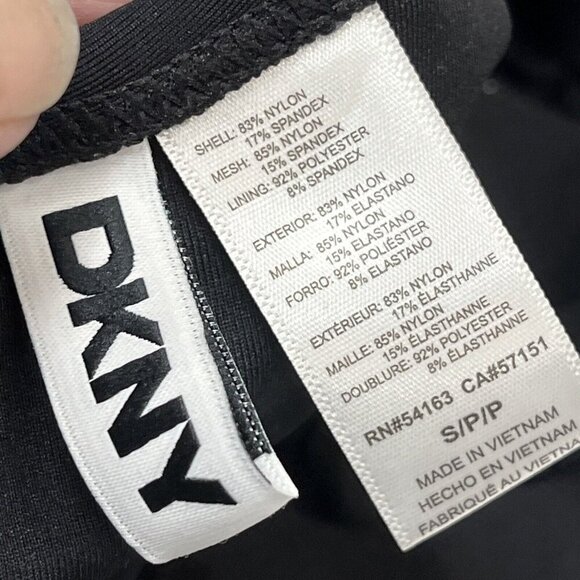 DKNY
SHELL: 83% NYLON
17% SPANDEX
MESH: 85% NYLON
15% SPANDEX
LINING: 92% POLYESTER
8% SPANDEX
EXTERIOR: 83% NYLON
17% ELASTANO
MALLA: 85% NYLON
15% ELASTANO
FORRO: 92% POLIÉSTER
8% ELASTANO
EXTÉRIEUR: 83% NYLON
17% ÉLASTHANNE
MAILLE: 85% NYLON
15% ÉLASTHANNE
DOUBLURE: 92% POLYESTER
8% ÉLASTHANNE
RN#54163 CA#57151
S/P/P
MADE IN VIETNAM
HECHO EN VIETNAM
FABRIQUÉ AU VIETNA